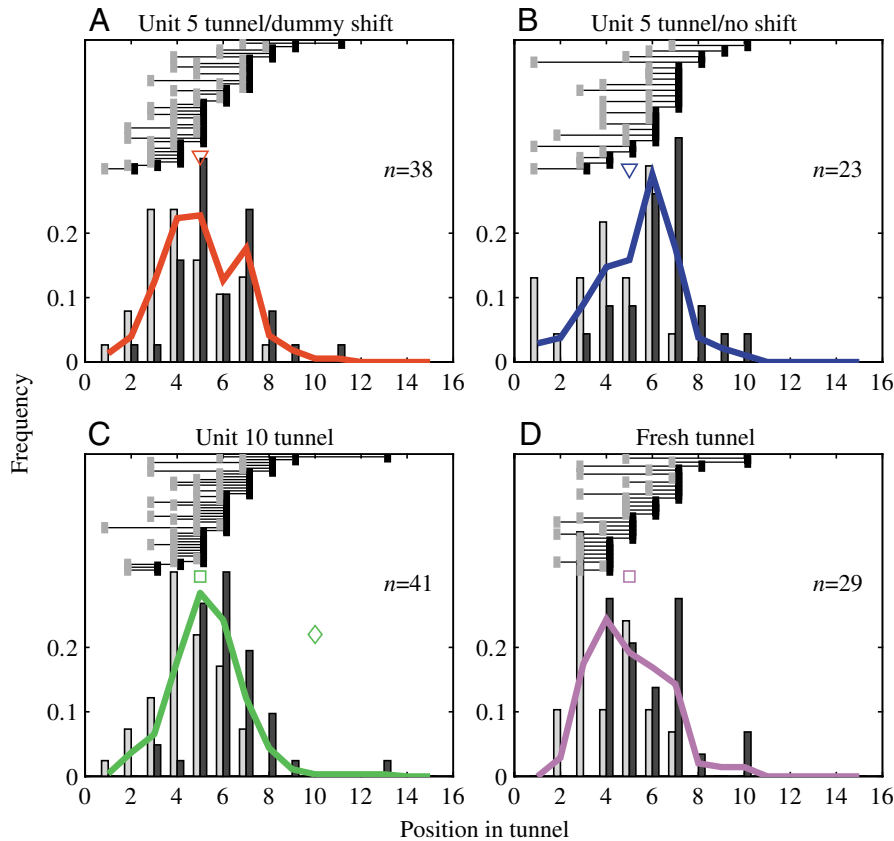 A Unit 5 tunnel/dummy shift
B Unit 5 tunnel/no shift
n=38
n=23
0.2
0.1
0
0.2
0.1
0
0 2 4 6 8 10 12 14 16
0 2 4 6 8 10 12 14 16
Frequency
C Unit 10 tunnel
D Fresh tunnel
n=41
n=29
0.2
0.1
0
0.2
0.1
0
0 2 4 6 8 10 12 14 16
0 2 4 6 8 10 12 14 16
Position in tunnel